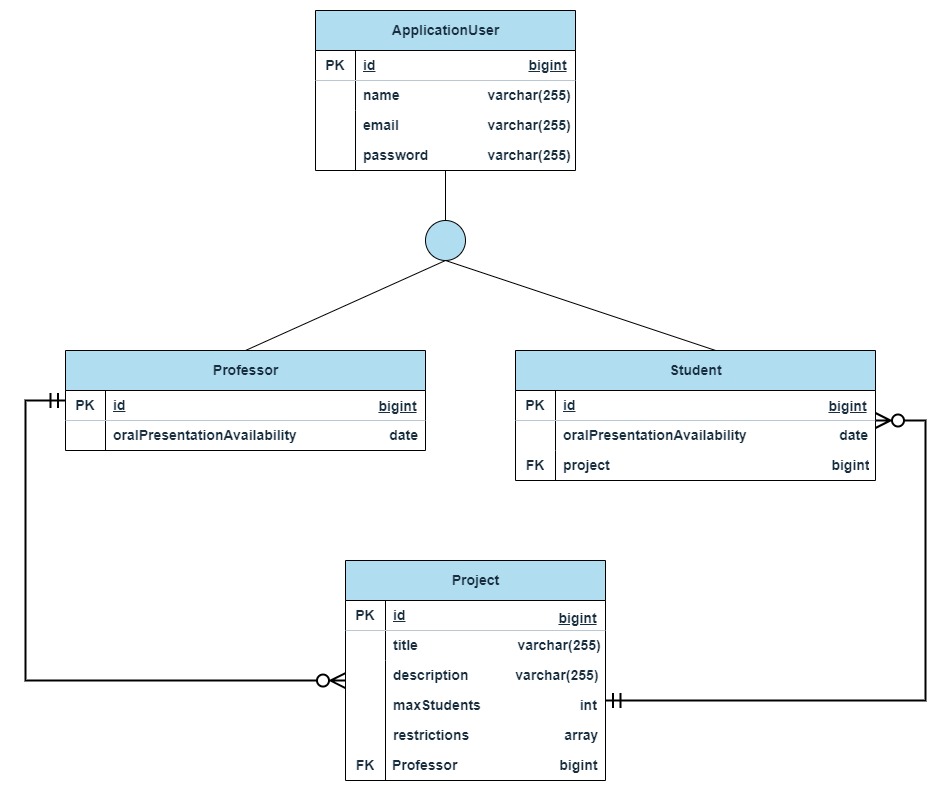 ApplicationUser
PK id bigint
name varchar(255)
email varchar(255)
password varchar(255)
Professor
PK id bigint
oralPresentationAvailability date
Student
PK id bigint
oralPresentationAvailability date
FK project bigint
Project
PK id bigint
title varchar(255)
description varchar(255)
maxStudents int
restrictions array
FK Professor bigint